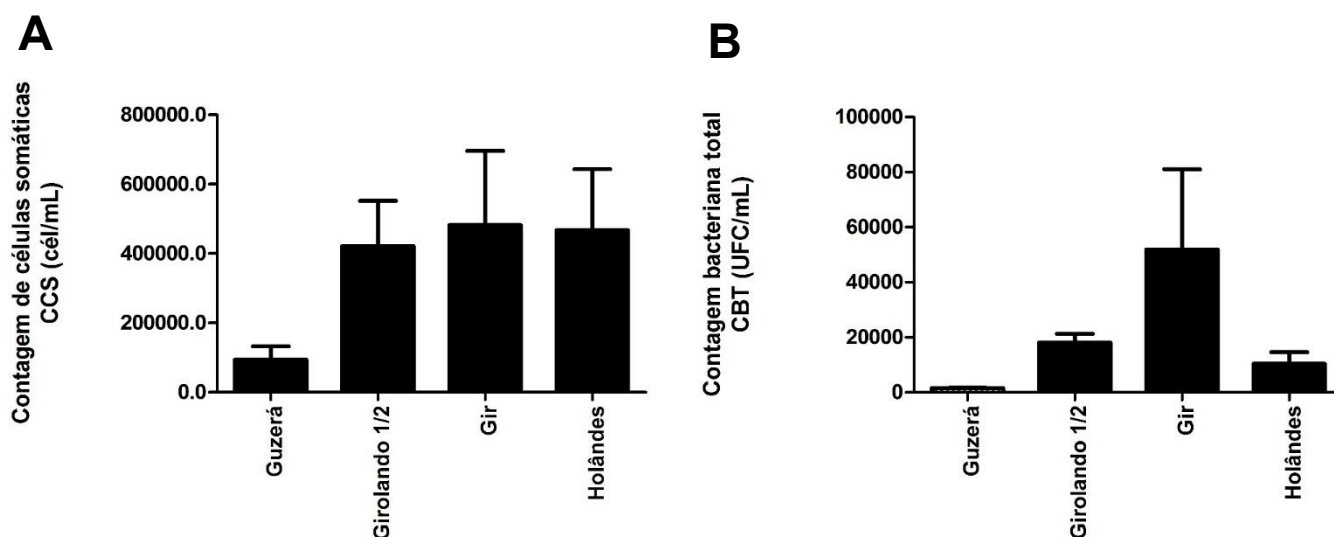 A
Contagem de células somáticas
CCS (cél/mL)
800000.0
600000.0
400000.0
200000.0
0.0
Guzerá
Girolando 1/2
Gir
Holândes
B
Contagem bacteriana total
CBT (UFC/mL)
100000
80000
60000
40000
20000
0
Guzerá
Girolando 1/2
Gir
Holândes